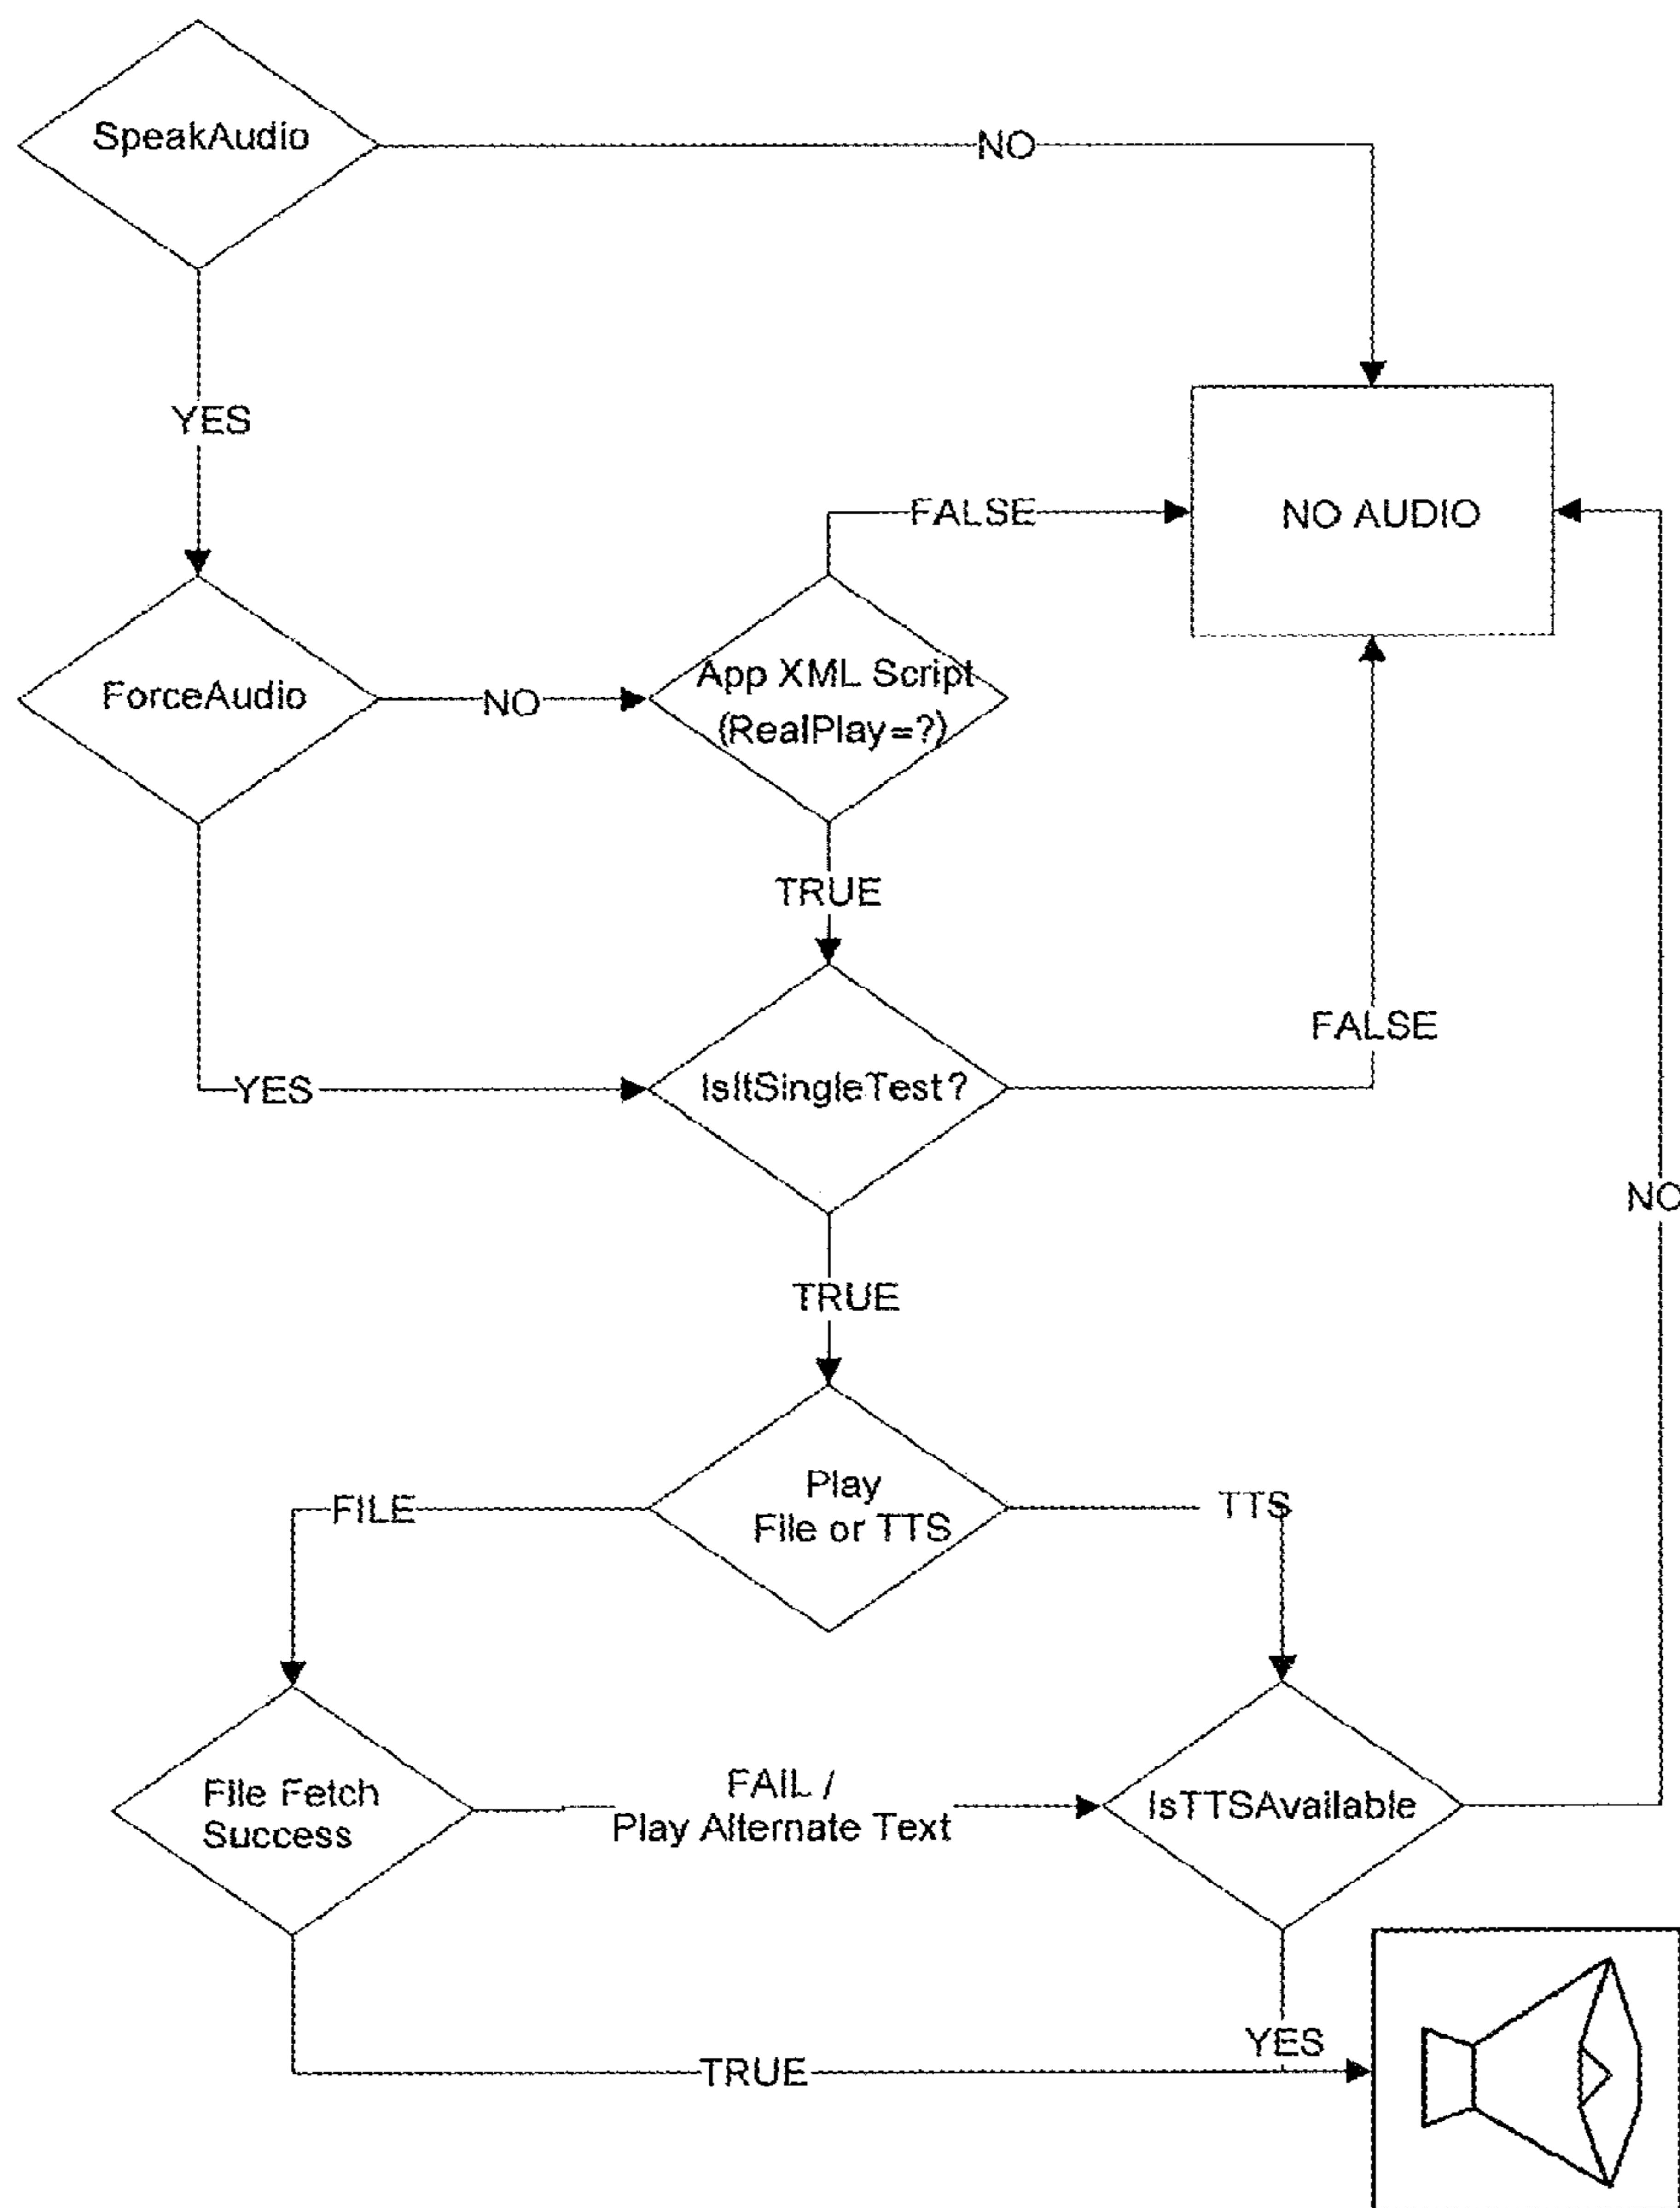 SpeakAudio
NO
YES
FALSE
NO AUDIO
ForceAudio
NO
App XML Script
(RealPlay=?)
TRUE
FALSE
YES
IsItSingleTest?
NO
TRUE
Play
File or TTS
FILE
TTS
File Fetch
Success
FAIL /
Play Alternate Text
IsTTSAvailable
YES
TRUE